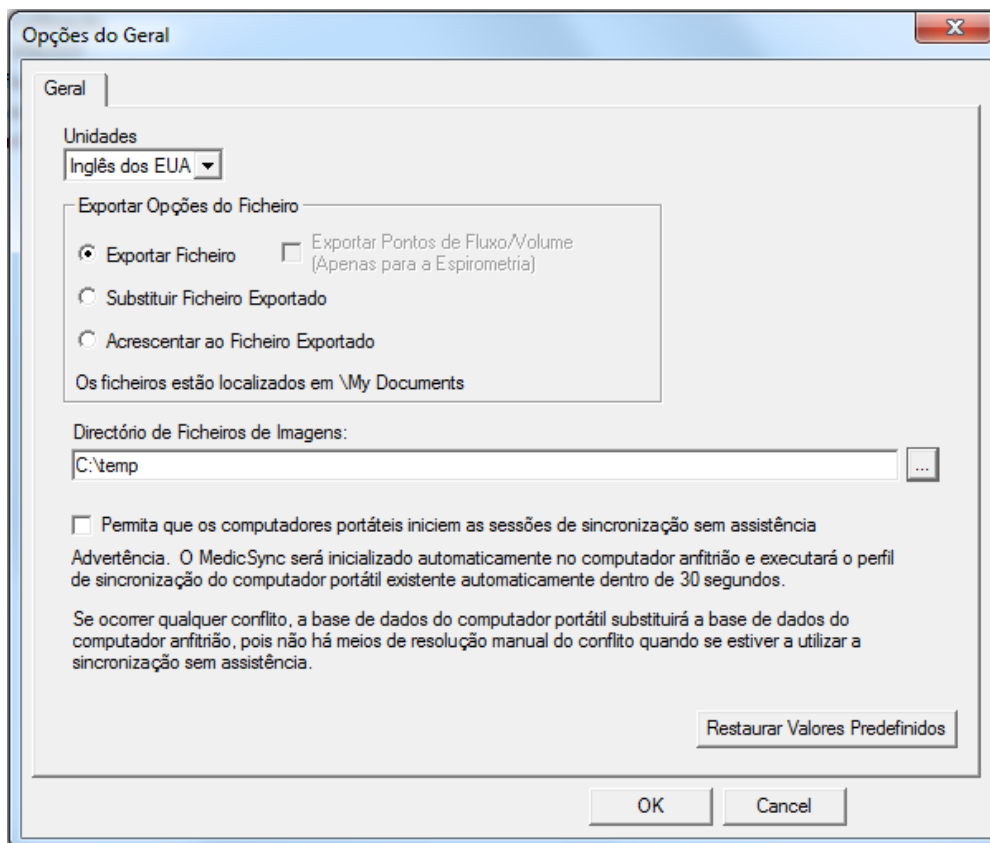 Opções do Geral
Geral
Unidades
Inglês dos EUA
Exportar Opções do Ficheiro
Exportar Ficheiro
Exportar Pontos de Fluxo/Volume
(Apenas para a Espirometria)
Substituir Ficheiro Exportado
Acrescentar ao Ficheiro Exportado
Os ficheiros estão localizados em \My Documents
Directório de Ficheiros de Imagens:
C:\temp
...
Permita que os computadores portáteis iniciem as sessões de sincronização sem assistência
Advertência. O MedicSync será inicializado automaticamente no computador anfitrião e executará o perfil
de sincronização do computador portátil existente automaticamente dentro de 30 segundos.
Se ocorrer qualquer conflito, a base de dados do computador portátil substituirá a base de dados do
computador anfitrião, pois não há meios de resolução manual do conflito quando se estiver a utilizar a
sincronização sem assistência.
Restaurar Valores Predefinidos
OK
Cancel